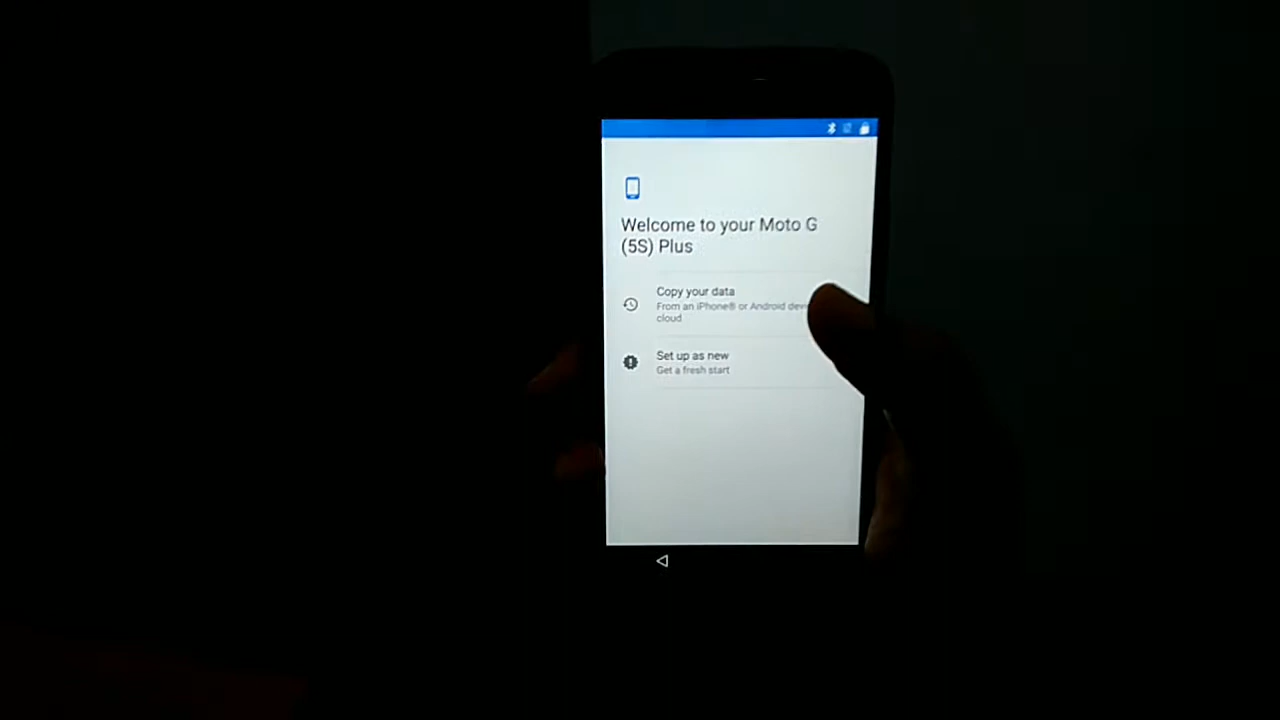 Welcome to your Moto G
(5S) Plus
Copy your data
From an iPhone® or Android
cloud
Set up as new
Get a fresh start